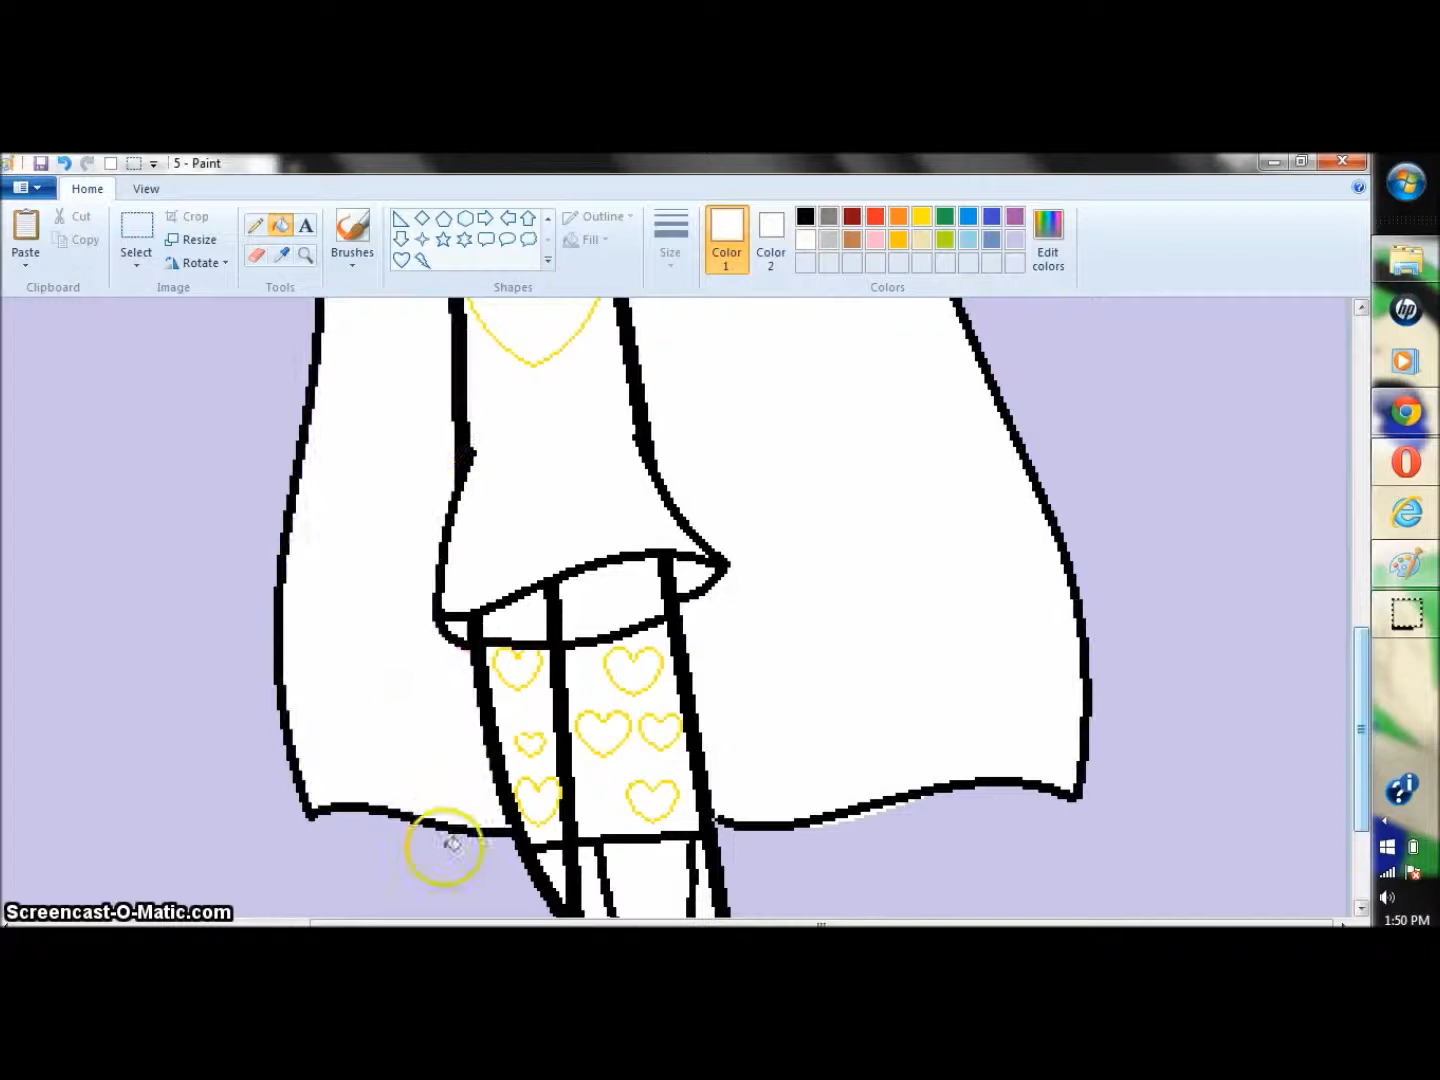 5 - Paint
Home View
Paste
Cut
Copy
Clipboard
Select
Crop
Resize
Rotate
Image
A
Tools
Brushes
Shapes
Outline
Fill
Size
Color
1
Color
2
Colors
Edit
colors
hp
Screencast-O-Matic.com
1:50 PM